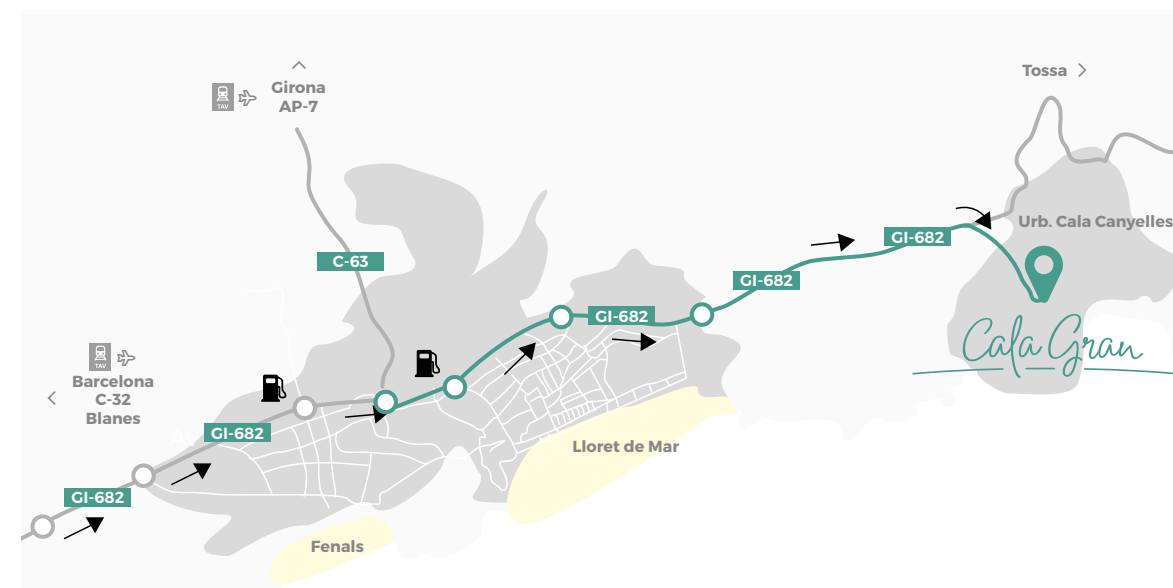 Tossa
TAV
Girona
AP-7
Urb. Cala Canyelles
GI-682
C-63
GI-682
GI-682
Cala Gran
TAV
Barcelona
C-32
Blanes
GI-682
Lloret de Mar
GI-682
Fenals